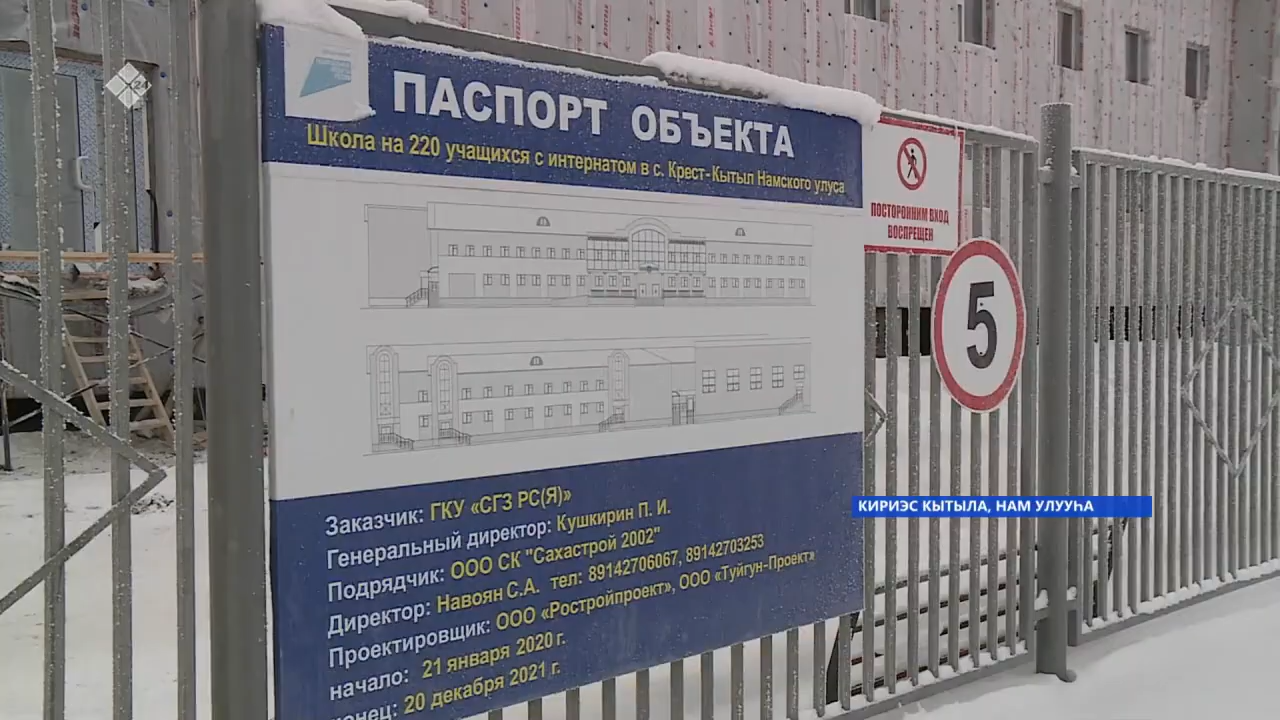 ПАСПОРТ ОБЪЕКТА
Школа на 220 учащихся с интернатом в с. Крест-Кытыл Намского улуса
ПОСТОРОННИМ ВХОД
ВОСПРЕЩЕН
5
КИРИЭС КЫТЫЛА, НАМ УЛУУҺА
Заказчик: ГКУ «СГЗ РС(Я)»
Генеральный директор: Кушкирин П. И.
Подрядчик: ООО СК "Сахастрой 2002"
Директор: Навоян С.А. тел: 89142706067, 89142703253
Проектировщик: ООО «Ростройпроект», ООО «Туйгун-Проект»
начало: 21 января 2020 г.
конец: 20 декабря 2021 г.